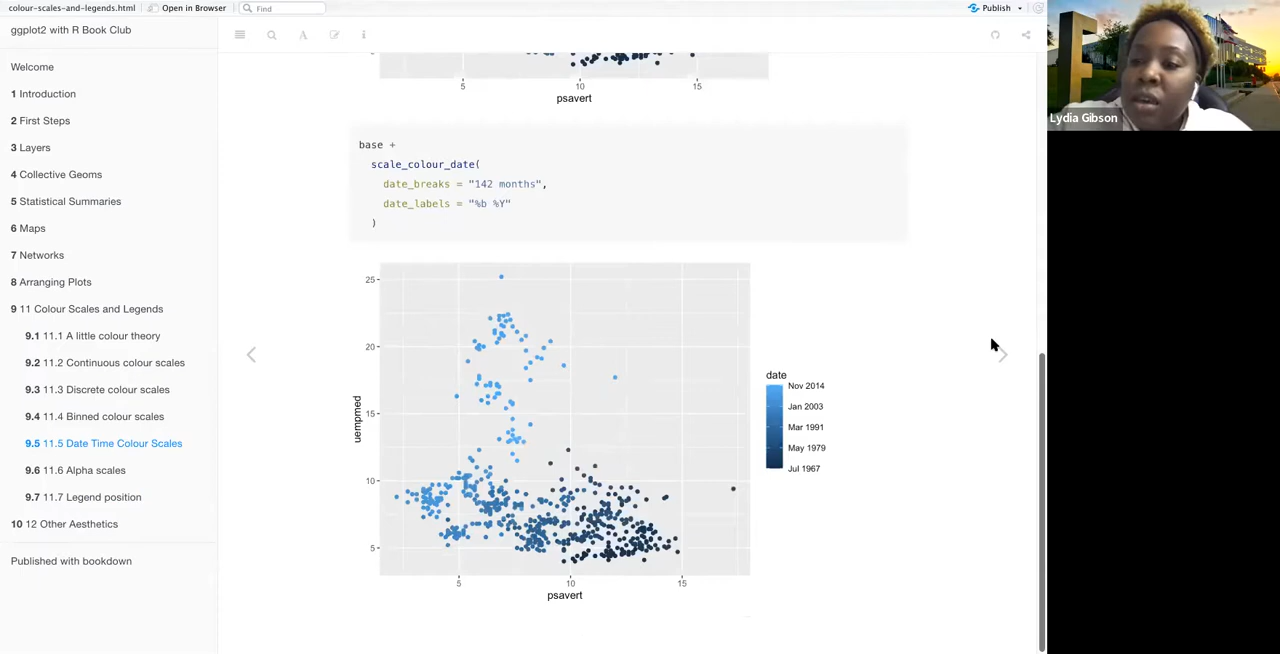 colour-scales-and-legends.html
Open in Browser
Find
Publish
ggplot2 with R Book Club
Welcome
1 Introduction
2 First Steps
3 Layers
4 Collective Geoms
5 Statistical Summaries
6 Maps
7 Networks
8 Arranging Plots
9 11 Colour Scales and Legends
9.1 11.1 A little colour theory
9.2 11.2 Continuous colour scales
9.3 11.3 Discrete colour scales
9.4 11.4 Binned colour scales
9.5 11.5 Date Time Colour Scales
9.6 11.6 Alpha scales
9.7 11.7 Legend position
10 12 Other Aesthetics
Published with bookdown
5 10 15
psavert
base +
scale_colour_date(
date_breaks = "142 months",
date_labels = "%b %Y"
)
25
20
15
10
5
uempmed
5 10 15
psavert
date
Nov 2014
Jan 2003
Mar 1991
May 1979
Jul 1967
Lydia Gibson